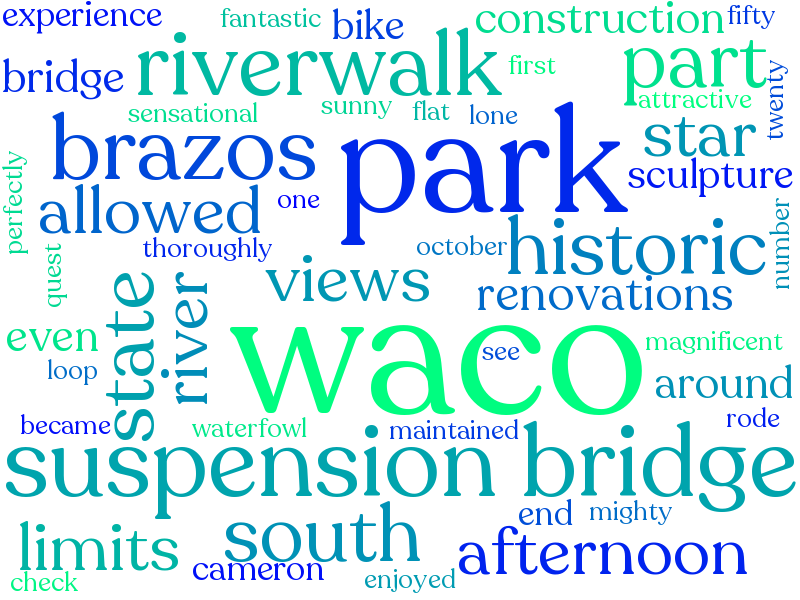 experience
fantastic
bike
construction
fifty
bridge
riverwalk
first
part
attractive
twenty
sensational
sunny
flat
lone
star
brazos
park
sculpture
perfectly
allowed
one
number
thoroughly
october
historic
quest
views
renovations
state
river
even
loop
waco
see
magnificent
around
became
waterfowl
maintained
rode
suspension bridge
limits
south
end
mighty
afternoon
check
cameron
enjoyed